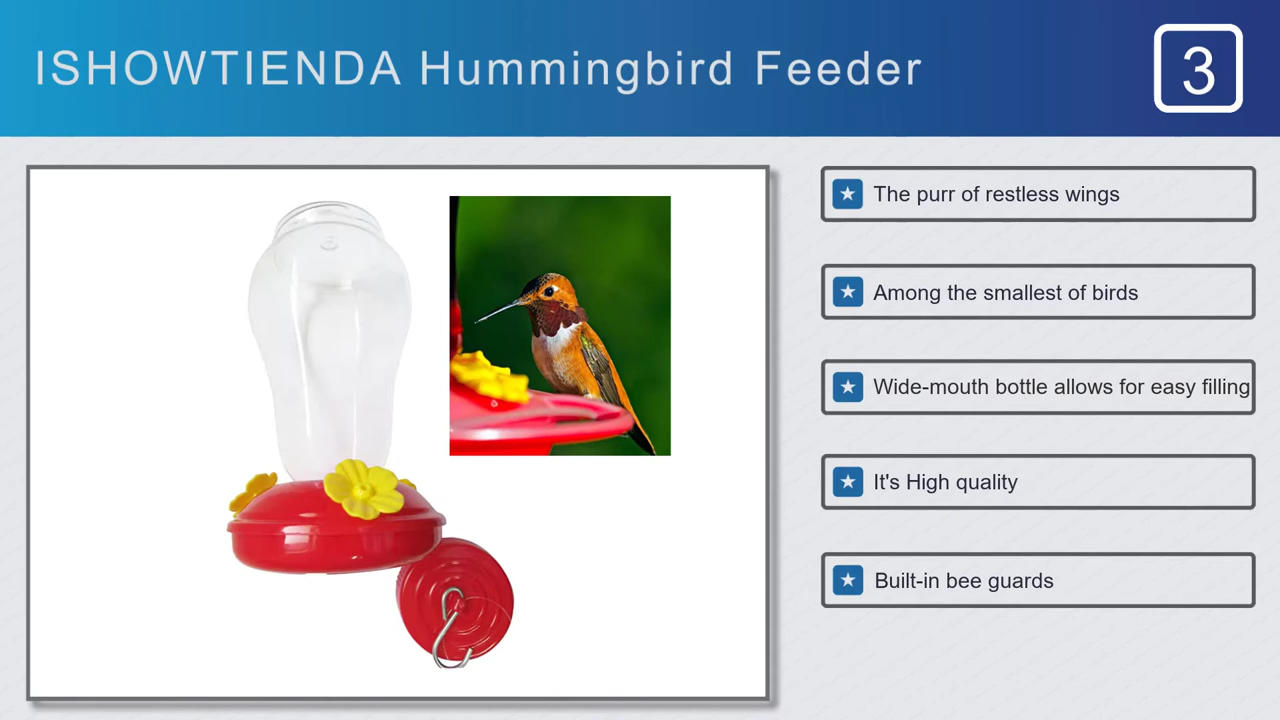 ISHOWTIENDA Hummingbird Feeder
3
The purr of restless wings
Among the smallest of birds
Wide-mouth bottle allows for easy filling
It's High quality
Built-in bee guards